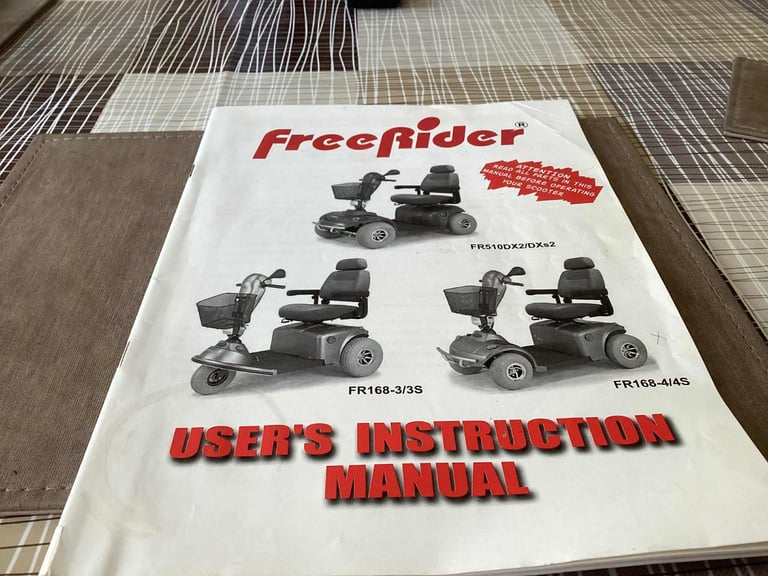 FreeRider®
ATTENTION
READ ALL PARTS IN THIS
MANUAL BEFORE OPERATING
YOUR SCOOTER
FR510DX2/DXs2
FR168-3/3S
FR168-4/4S
USER'S INSTRUCTION
MANUAL